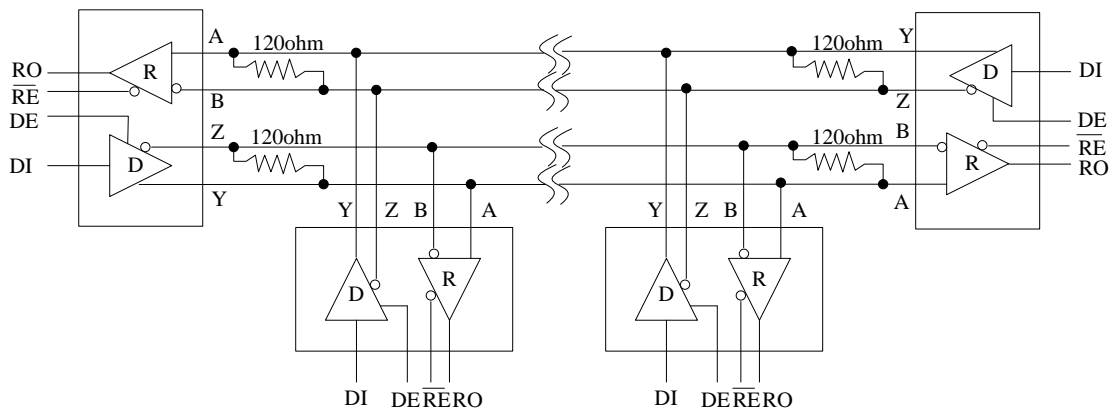 A 120ohm 120ohm Y
RO R D DI
RE B Z
DE Z 120ohm 120ohm B DE
DI D R RE
RO
Y A
Y Z B A Y Z B A
D R D R
DI DE RE RO DI DE RE RO